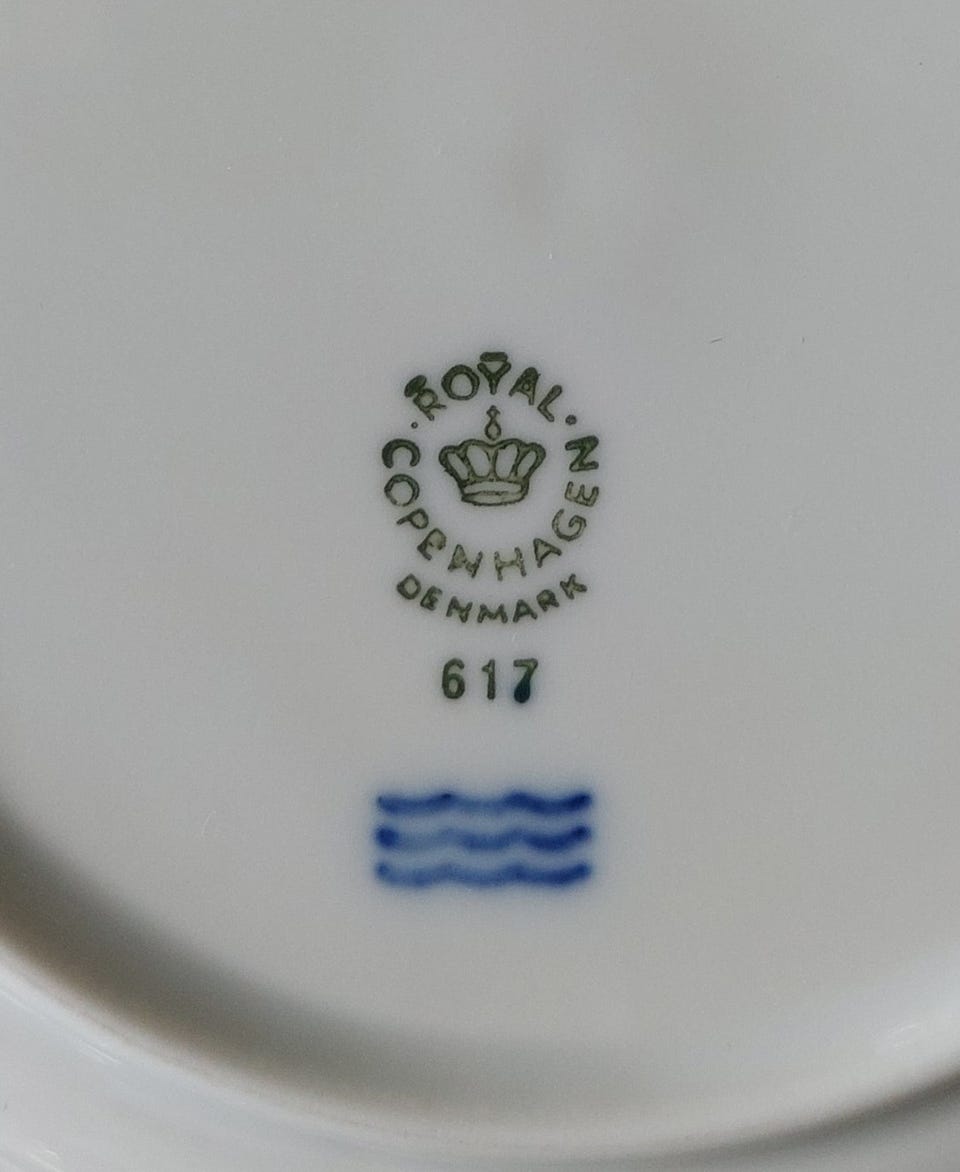 ROYAL
COPENHAGEN
DENMARK
617